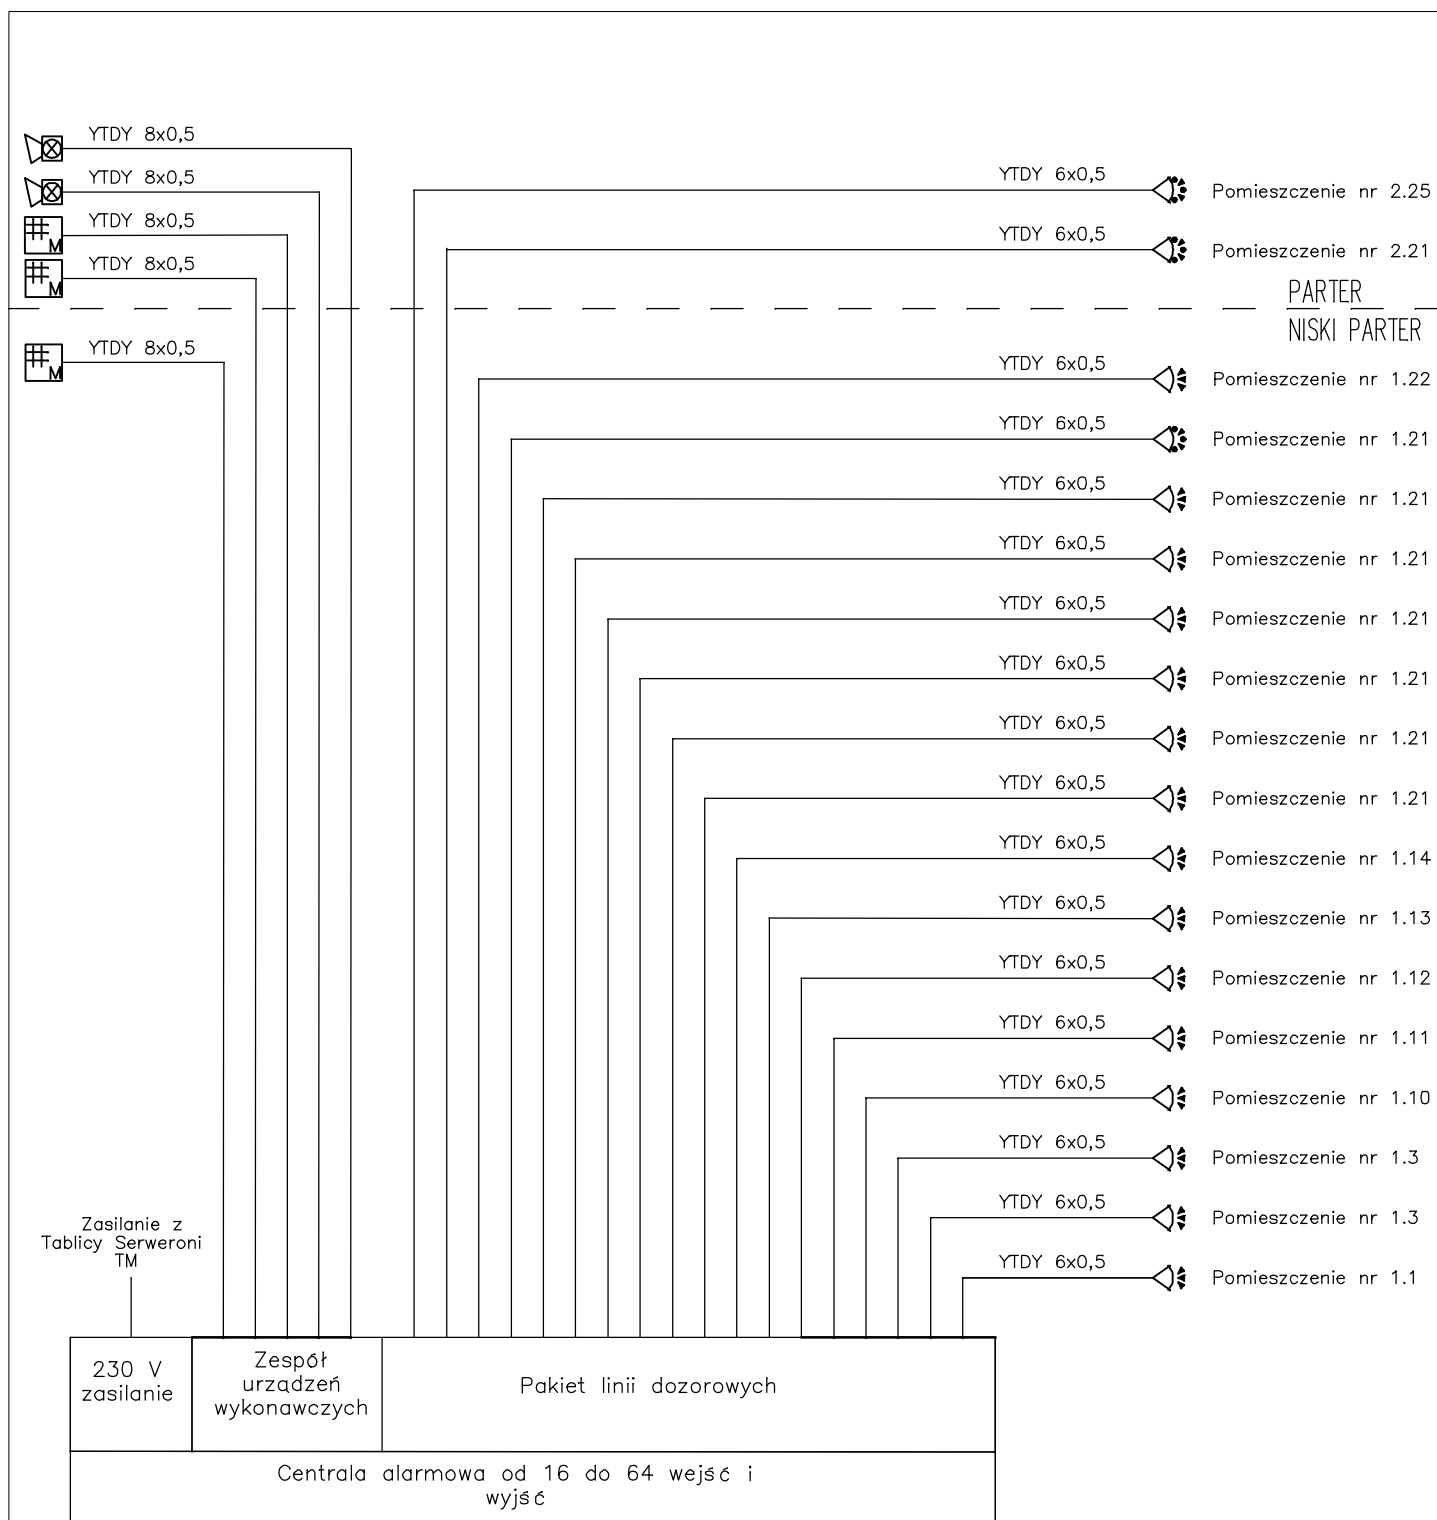 YTDY 8x0,5
YTDY 8x0,5
YTDY 8x0,5
M
YTDY 8x0,5
M
YTDY 6x0,5
Pomieszczenie nr 2.25
YTDY 6x0,5
Pomieszczenie nr 2.21
PARTER
NISKI PARTER
YTDY 8x0,5
M
YTDY 6x0,5
Pomieszczenie nr 1.22
YTDY 6x0,5
Pomieszczenie nr 1.21
YTDY 6x0,5
Pomieszczenie nr 1.21
YTDY 6x0,5
Pomieszczenie nr 1.21
YTDY 6x0,5
Pomieszczenie nr 1.21
YTDY 6x0,5
Pomieszczenie nr 1.21
YTDY 6x0,5
Pomieszczenie nr 1.21
YTDY 6x0,5
Pomieszczenie nr 1.21
YTDY 6x0,5
Pomieszczenie nr 1.14
YTDY 6x0,5
Pomieszczenie nr 1.13
YTDY 6x0,5
Pomieszczenie nr 1.12
YTDY 6x0,5
Pomieszczenie nr 1.11
YTDY 6x0,5
Pomieszczenie nr 1.10
YTDY 6x0,5
Pomieszczenie nr 1.3
YTDY 6x0,5
Pomieszczenie nr 1.3
YTDY 6x0,5
Pomieszczenie nr 1.1
Zasilanie z
Tablicy Serweroni
TM
230 V
zasilanie
Zespół
urządzeń
wykonawczych
Pakiet linii dozorowych
Centrala alarmowa od 16 do 64 wejść i
wyjść